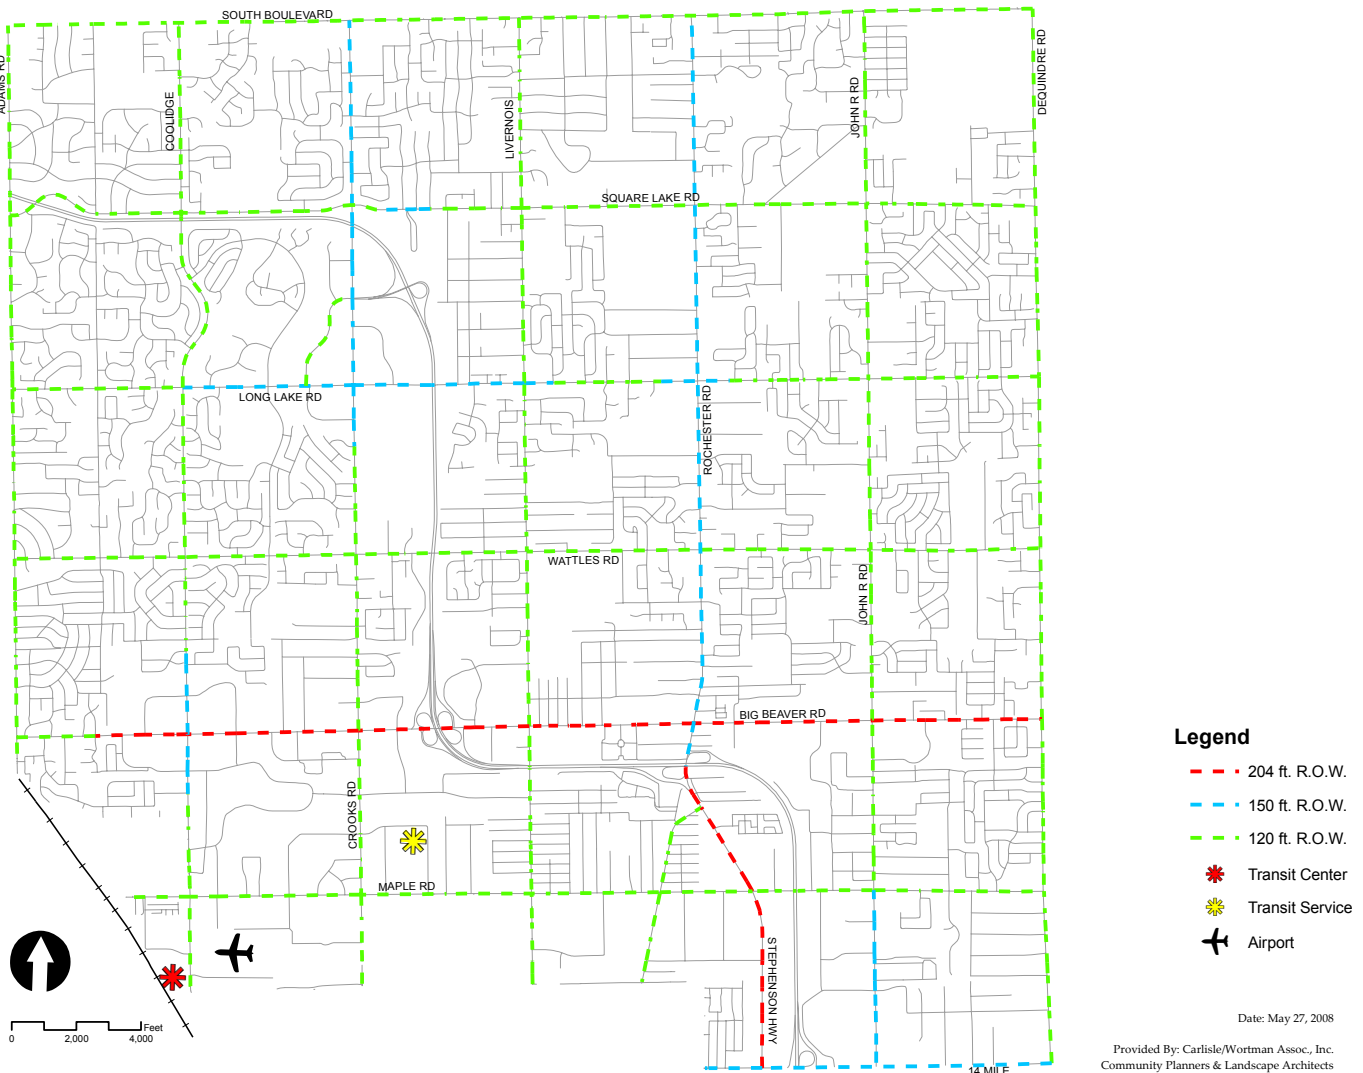 SOUTH BOULEVARD
ADAMS RD
COOLIDGE
LIVERNOIS
JOHN R RD
DEQUINDRE RD
SQUARE LAKE RD
LONG LAKE RD
ROCHESTER RD
WATTLES RD
JOHN R RD
BIG BEAVER RD
CROOKS RD
MAPLE RD
STEPHENSON HWY
14 MILE
Feet
0 2,000 4,000
Legend
204 ft. R.O.W.
150 ft. R.O.W.
120 ft. R.O.W.
Transit Center
Transit Service
Airport
Date: May 27, 2008
Provided By: Carlisle/Wortman Assoc., Inc.
Community Planners & Landscape Architects